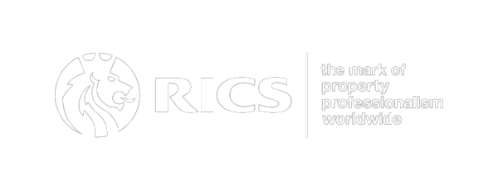 RICS
the mark of
property
professionalism
worldwide